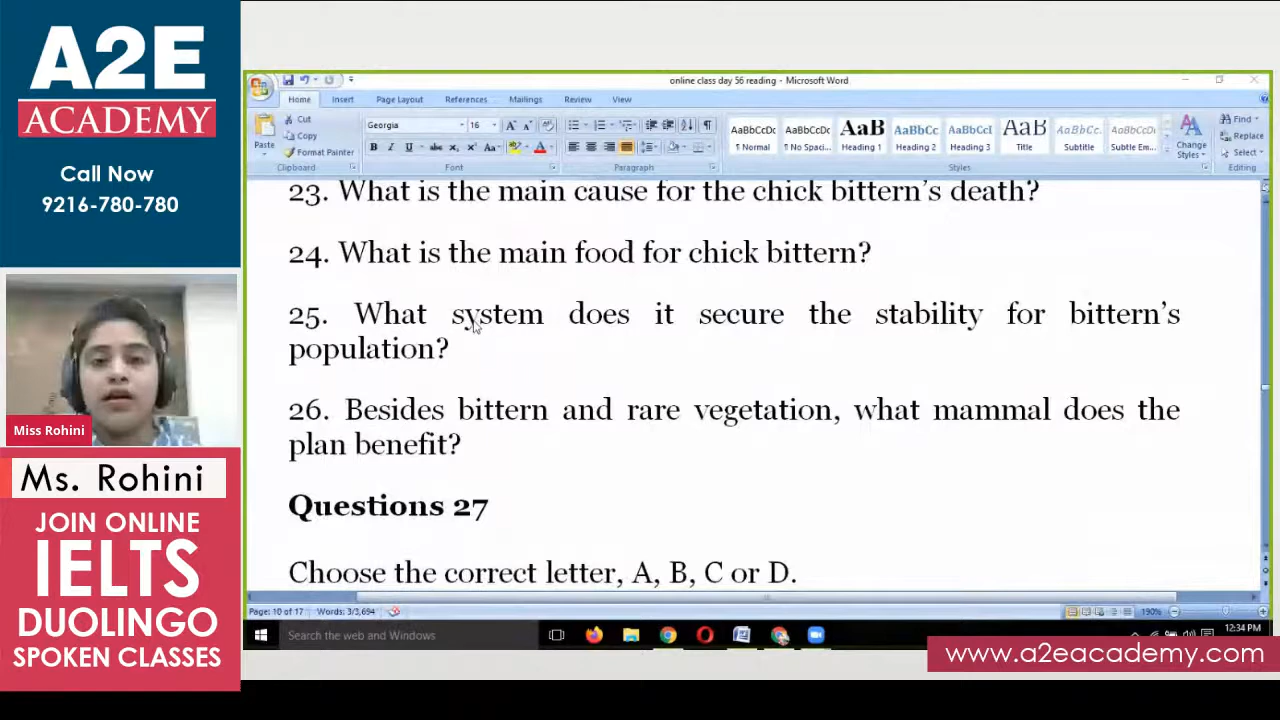 A2E
ACADEMY
Call Now
9216-780-780
Miss Rohini
Ms. Rohini
JOIN ONLINE
IELTS
DUOLINGO
SPOKEN CLASSES
online class day 56 reading - Microsoft Word
Home Insert Page Layout References Mailings Review View
Paste
Cut
Copy
Format Painter
Clipboard
Georgia 16
Font
Paragraph
AaBbCcDc AaBbCcDc AaB AaBbCc AaBbCcI AaB AaBbCc. AaBbCcDc
¶ Normal ¶ No Spaci... Heading 1 Heading 2 Heading 3 Title Subtitle Subtle Em...
Change Styles
Styles
Find
Replace
Select
Editing
23. What is the main cause for the chick bittern’s death?
24. What is the main food for chick bittern?
25. What system does it secure the stability for bittern’s
population?
26. Besides bittern and rare vegetation, what mammal does the
plan benefit?
Questions 27
Choose the correct letter, A, B, C or D.
Page: 10 of 17 Words: 3/3,694 190%
Search the web and Windows
12:34 PM
www.a2eacademy.com